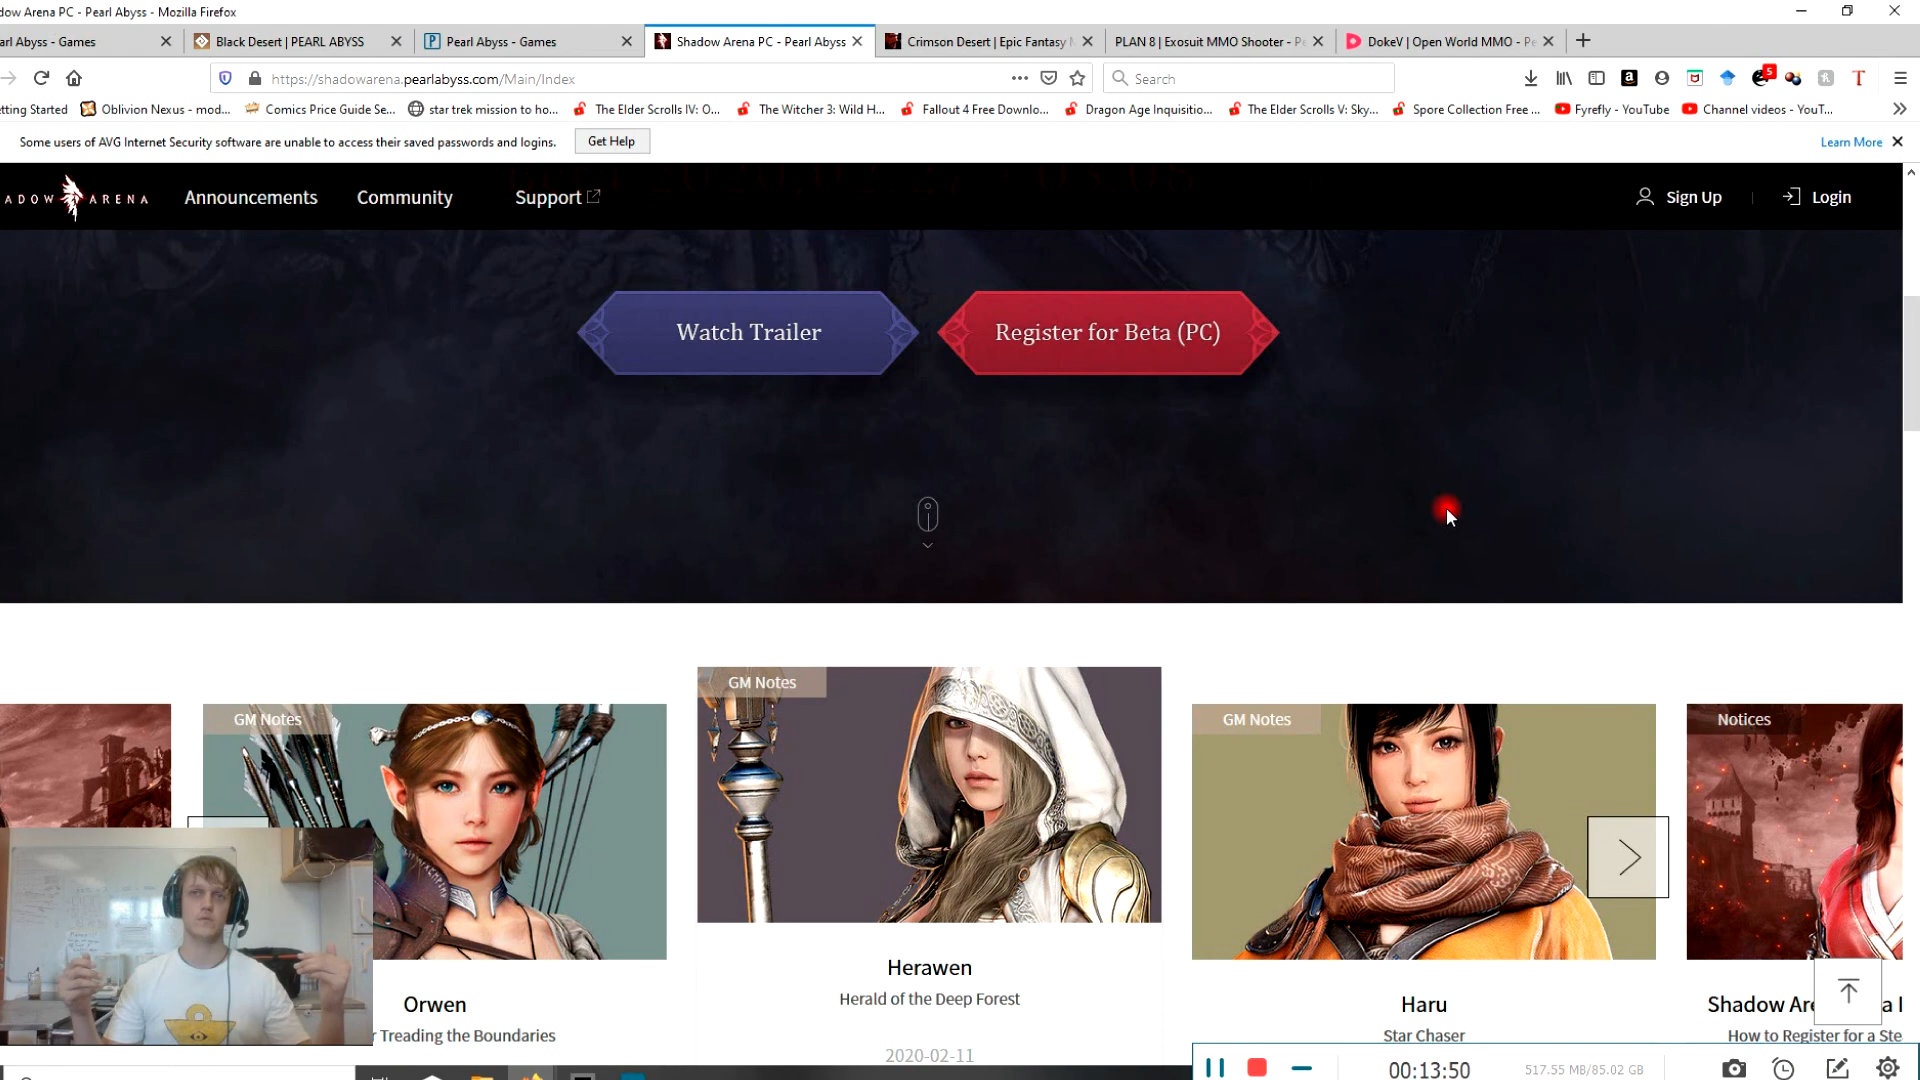 dow Arena PC - Pearl Abyss - Mozilla Firefox
arl Abyss - Games
Black Desert | PEARL ABYSS
Pearl Abyss - Games
Shadow Arena PC - Pearl Abyss
Crimson Desert | Epic Fantasy
PLAN 8 | Exosuit MMO Shooter - Pe
DokeV | Open World MMO - Pe
https://shadowarena.pearlabyss.com/Main/Index
Search
5
etting Started
Oblivion Nexus - mod...
Comics Price Guide Se...
star trek mission to ho...
The Elder Scrolls IV: O...
The Witcher 3: Wild H...
Fallout 4 Free Downlo...
Dragon Age Inquisitio...
The Elder Scrolls V: Sky...
Spore Collection Free ...
Fyrefly - YouTube
Channel videos - YouT...
Some users of AVG Internet Security software are unable to access their saved passwords and logins.
Get Help
Learn More
ADOW ARENA
Announcements
Community
Support
Sign Up
Login
Watch Trailer
Register for Beta (PC)
GM Notes
GM Notes
GM Notes
Notices
Orwen
r Treading the Boundaries
Herawen
Herald of the Deep Forest
2020-02-11
Haru
Star Chaser
Shadow Are
How to Register for a Ste
00:13:50
517.55 MB/85.02 GB